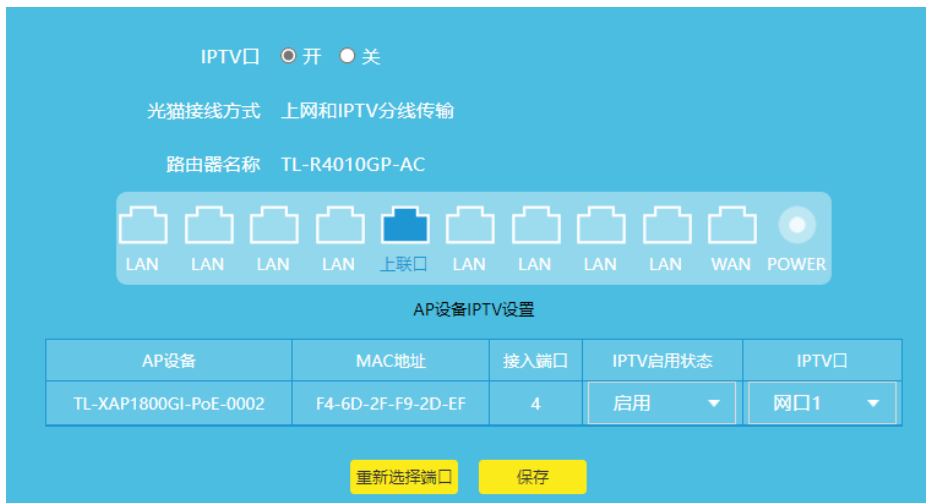 IPTV口 开 关
光猫接线方式 上网和IPTV分线传输
路由器名称 TL-R4010GP-AC
LAN LAN LAN LAN 上联口 LAN LAN LAN LAN WAN POWER
AP设备IPTV设置
AP设备 MAC地址 接入端口 IPTV启用状态 IPTV口
TL-XAP1800GI-PoE-0002 F4-6D-2F-F9-2D-EF 4 启用 网口1
重新选择端口 保存